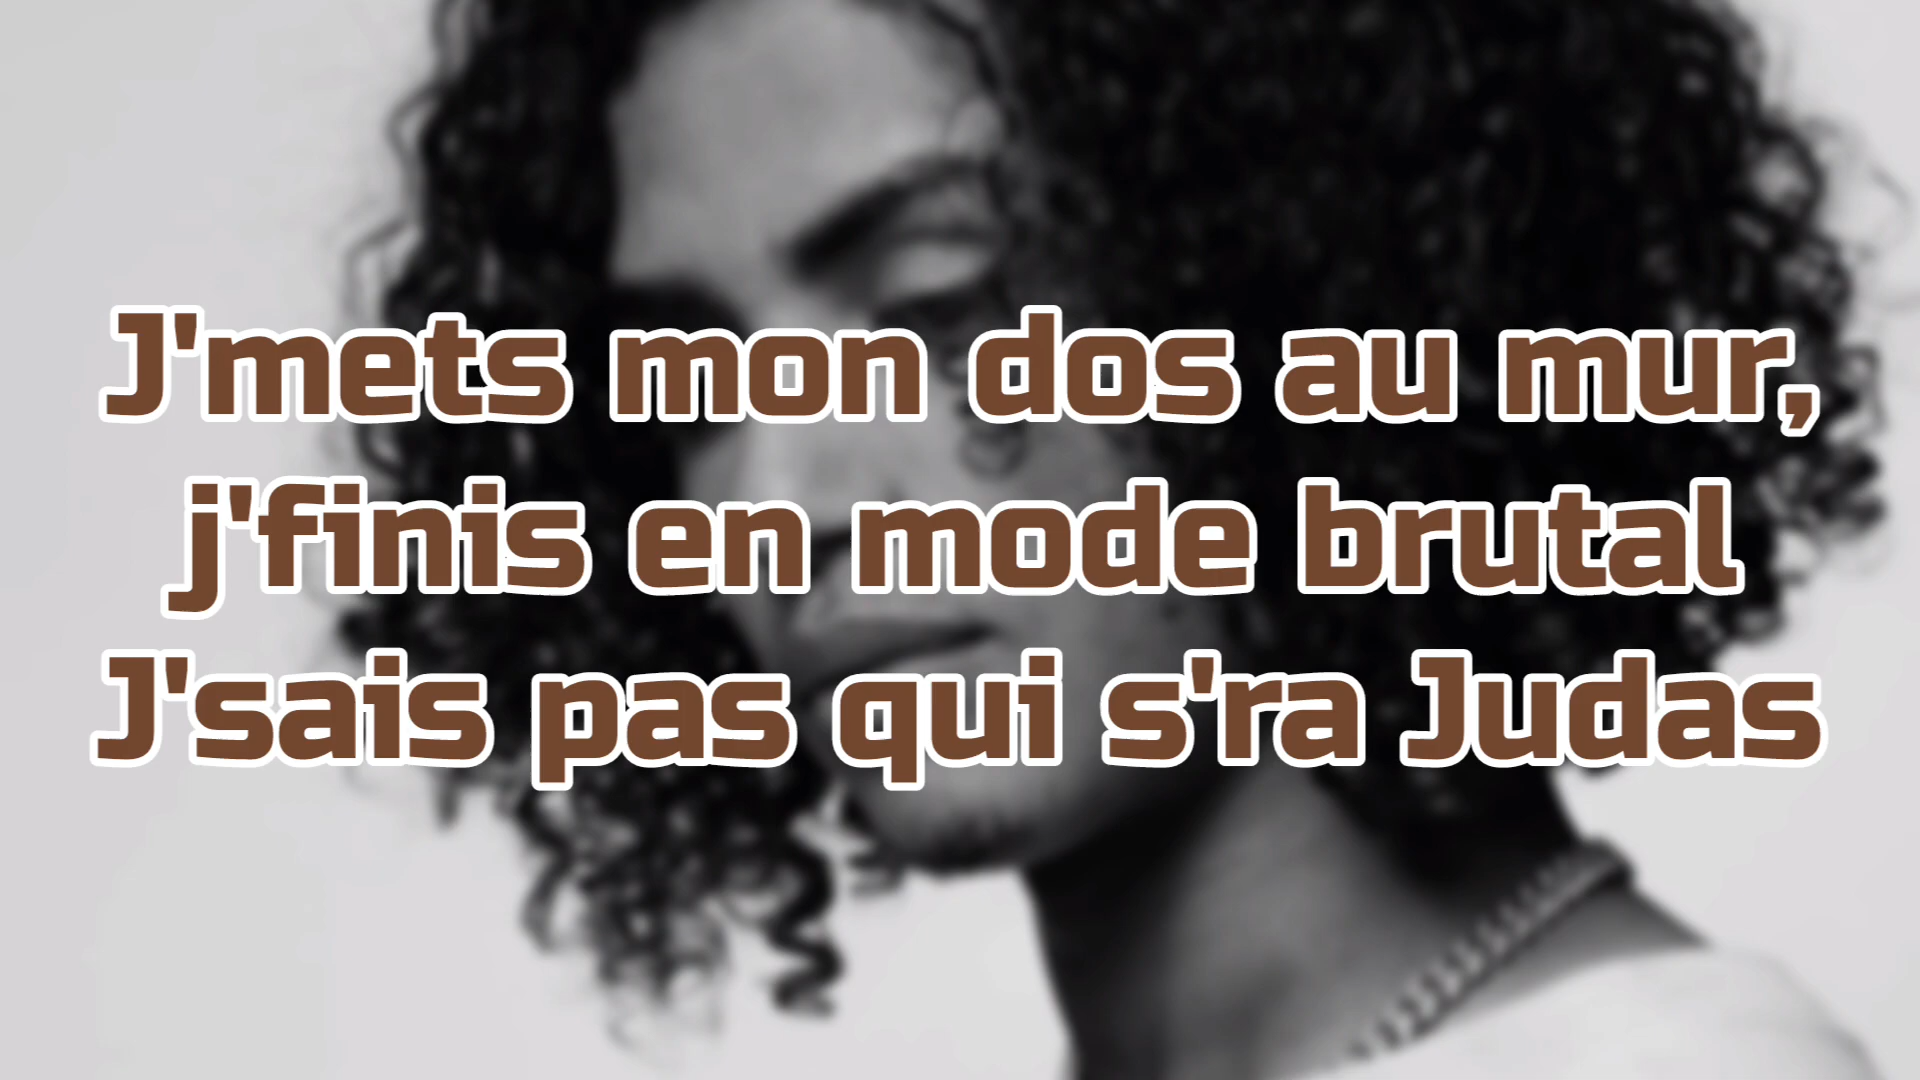 J'mets mon dos au mur,
j'finis en mode brutal
J'sais pas qui s'ra Judas